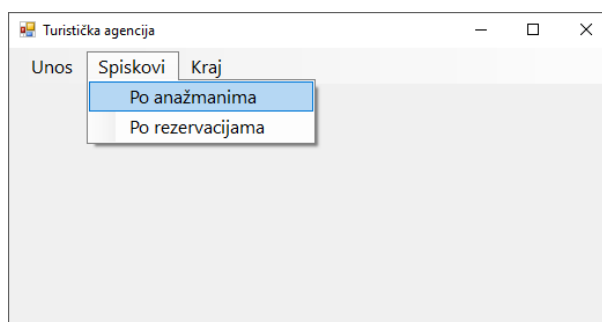 Turistička agencija
Unos Spiskovi Kraj
Po anažmanima
Po rezervacijama